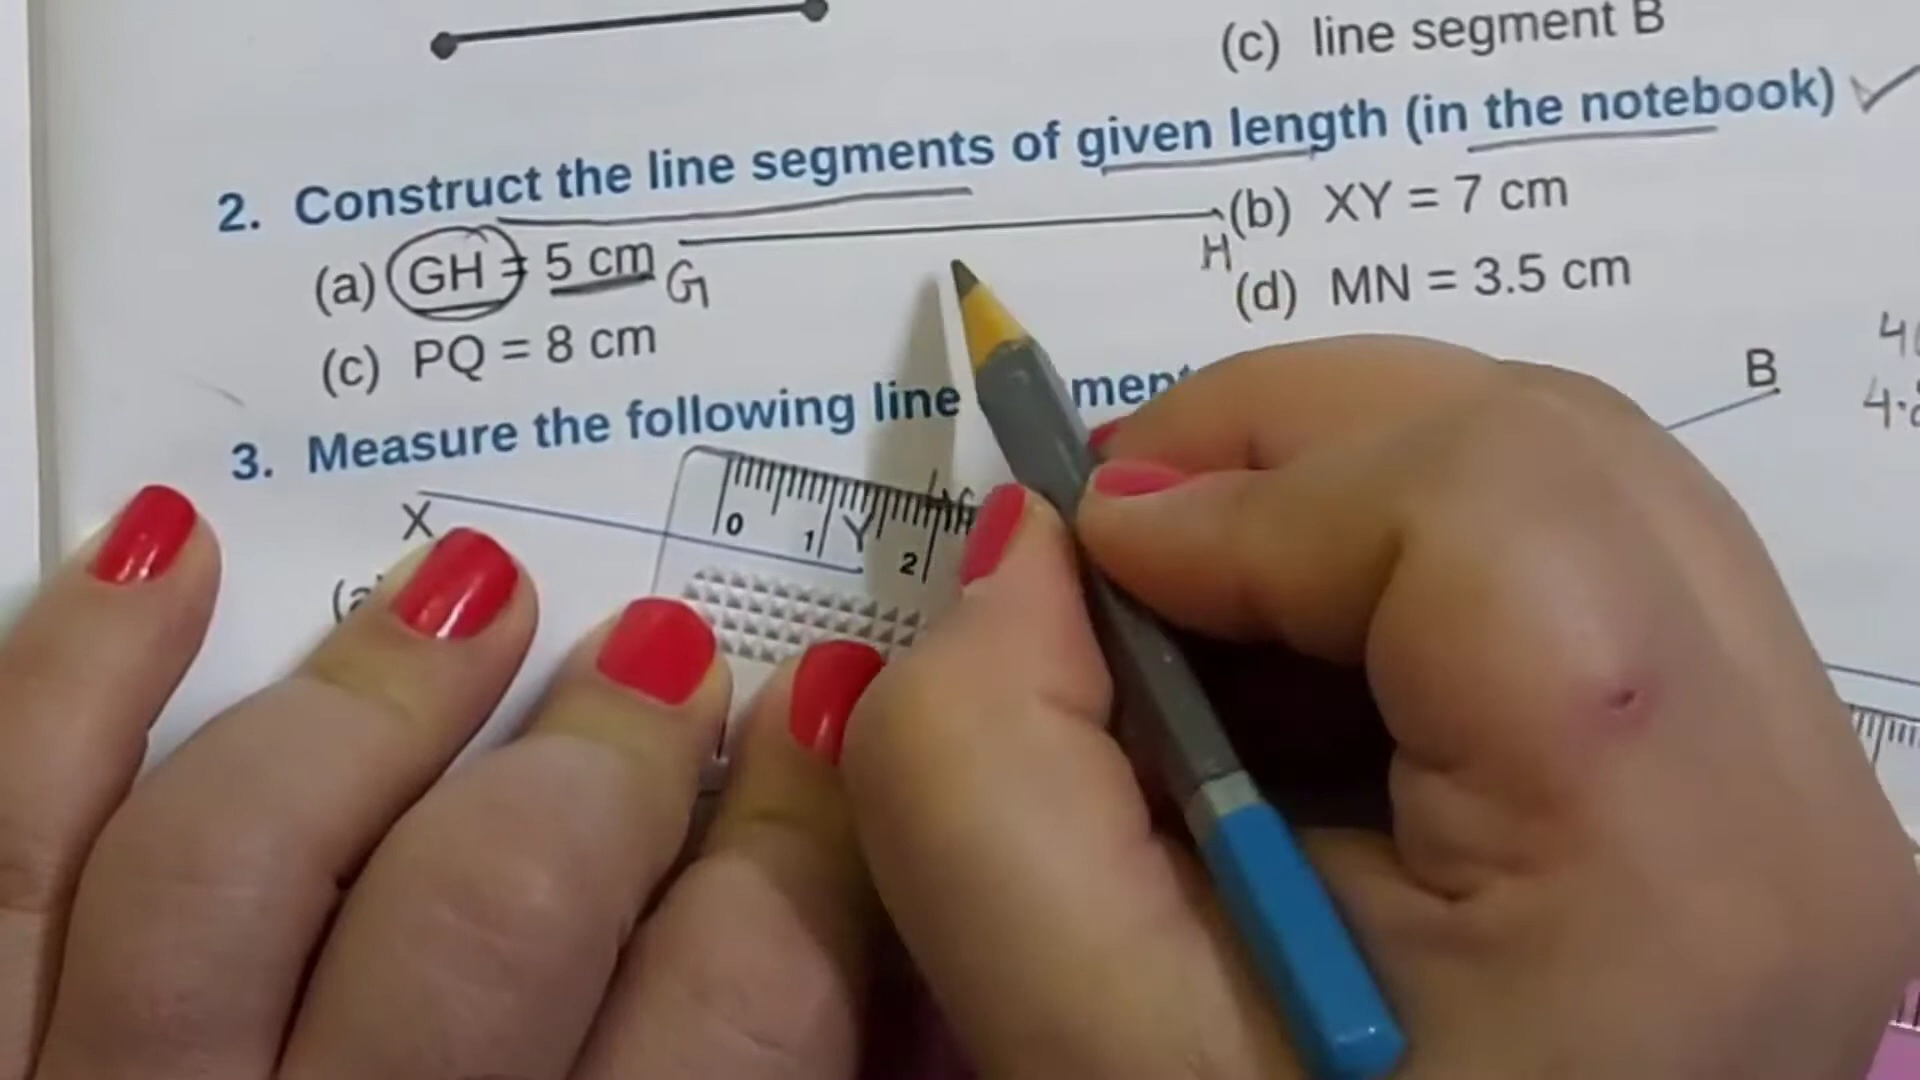 (c) line segment B
2. Construct the line segments of given length (in the notebook)
(a) GH = 5 cm G H (b) XY = 7 cm
(c) PQ = 8 cm (d) MN = 3.5 cm
3. Measure the following line
B
X Y
0 1 2